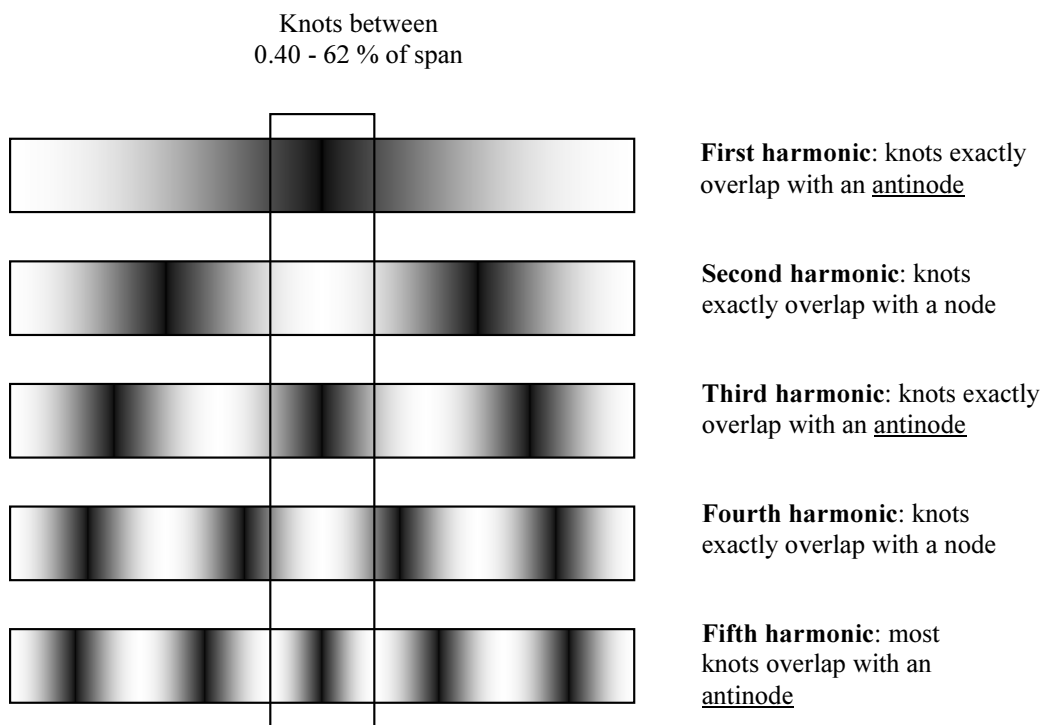 Knots between
0.40 - 62 % of span
First harmonic: knots exactly
overlap with an antinode
Second harmonic: knots
exactly overlap with a node
Third harmonic: knots exactly
overlap with an antinode
Fourth harmonic: knots
exactly overlap with a node
Fifth harmonic: most
knots overlap with an
antinode